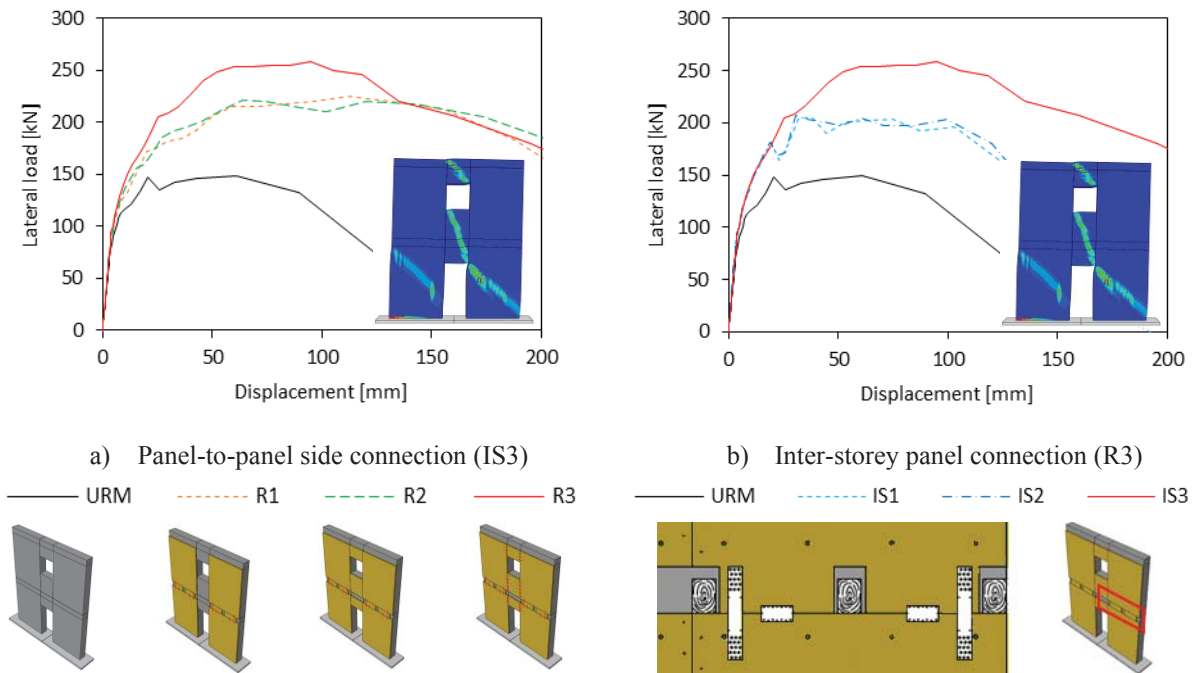 300
250
200
150
100
50
0
Lateral load [kN]
0 50 100 150 200
Displacement [mm]
a) Panel-to-panel side connection (IS3)
URM R1 R2 R3
300
250
200
150
100
50
0
Lateral load [kN]
0 50 100 150 200
Displacement [mm]
b) Inter-storey panel connection (R3)
URM IS1 IS2 IS3